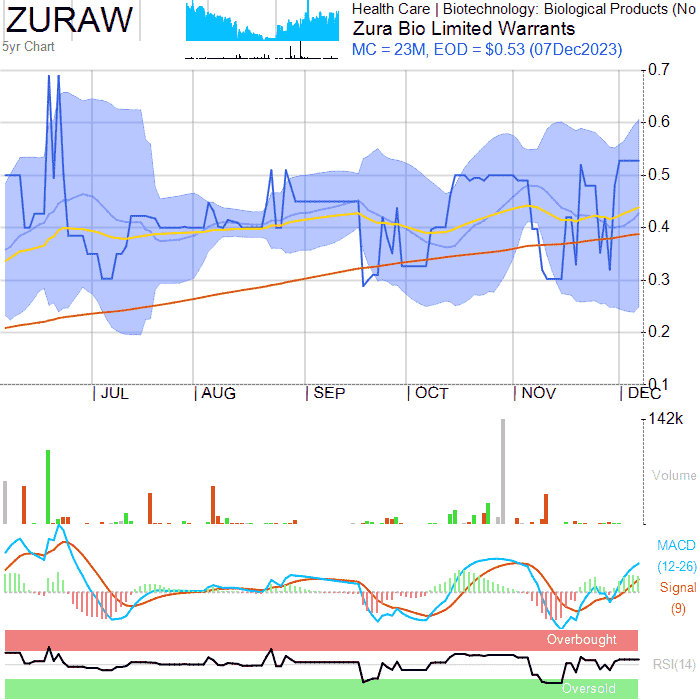 ZURAW
5yr Chart
Health Care | Biotechnology: Biological Products (No
Zura Bio Limited Warrants
MC = 23M, EOD = $0.53 (07Dec2023)
0.7
0.6
0.5
0.4
0.3
0.2
0.1
JUL
AUG
SEP
OCT
NOV
DEC
142k
Volume
MACD
(12-26)
Signal
(9)
Overbought
RSI(14)
Oversold